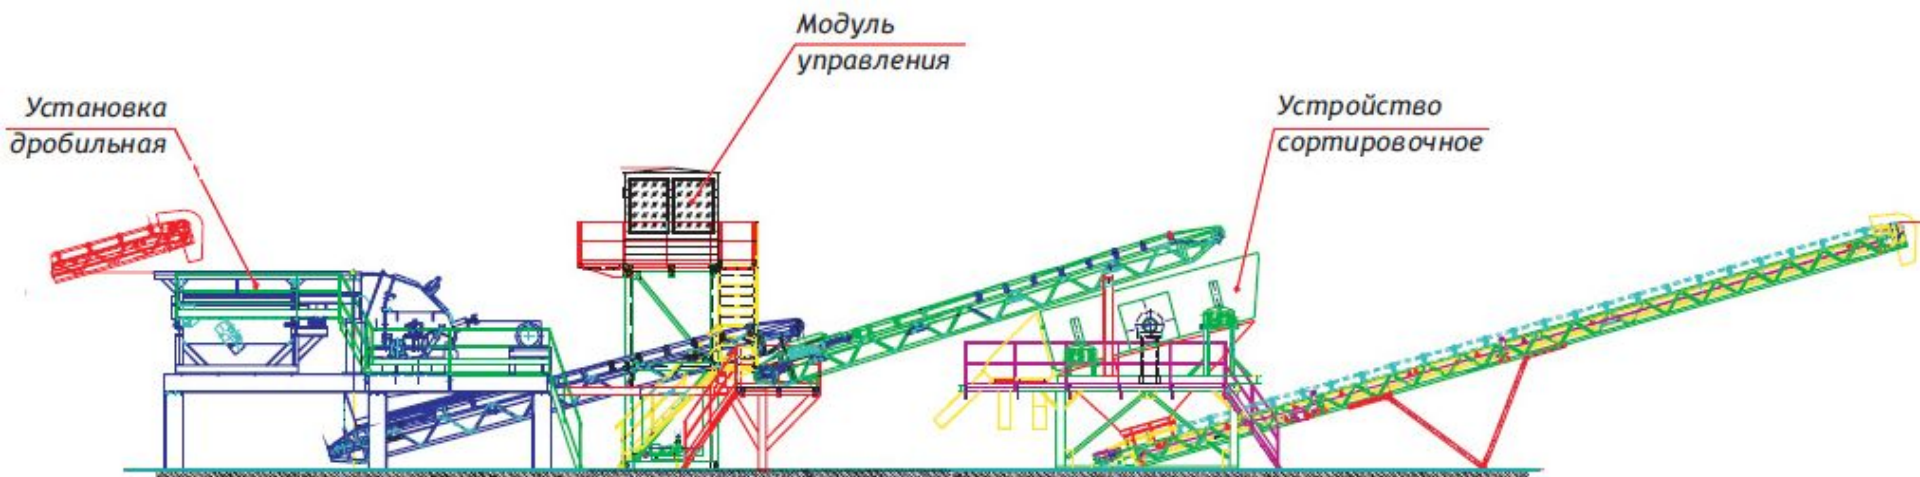 Модуль
управления
Установка
дробильная
Устройство
сортировочное